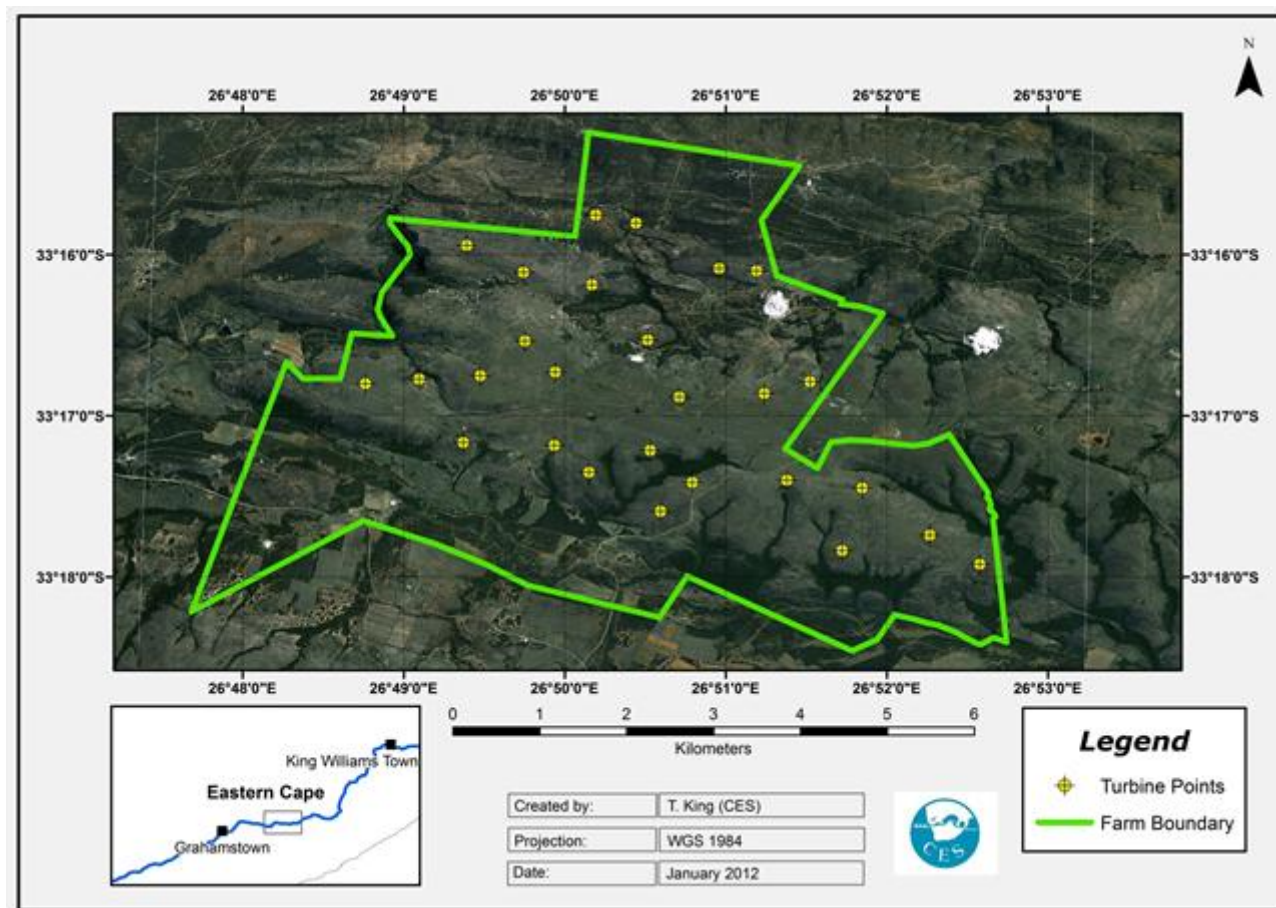 N
26°48'0"E 26°49'0"E 26°50'0"E 26°51'0"E 26°52'0"E 26°53'0"E
33°16'0"S 33°16'0"S
33°17'0"S 33°17'0"S
33°18'0"S 33°18'0"S
26°48'0"E 26°49'0"E 26°50'0"E 26°51'0"E 26°52'0"E 26°53'0"E
0 1 2 3 4 5 6
Kilometers
King Williams Town
Eastern Cape
Grahamstown
Created by: T. King (CES)
Projection: WGS 1984
Date: January 2012
CES
Legend
Turbine Points
Farm Boundary